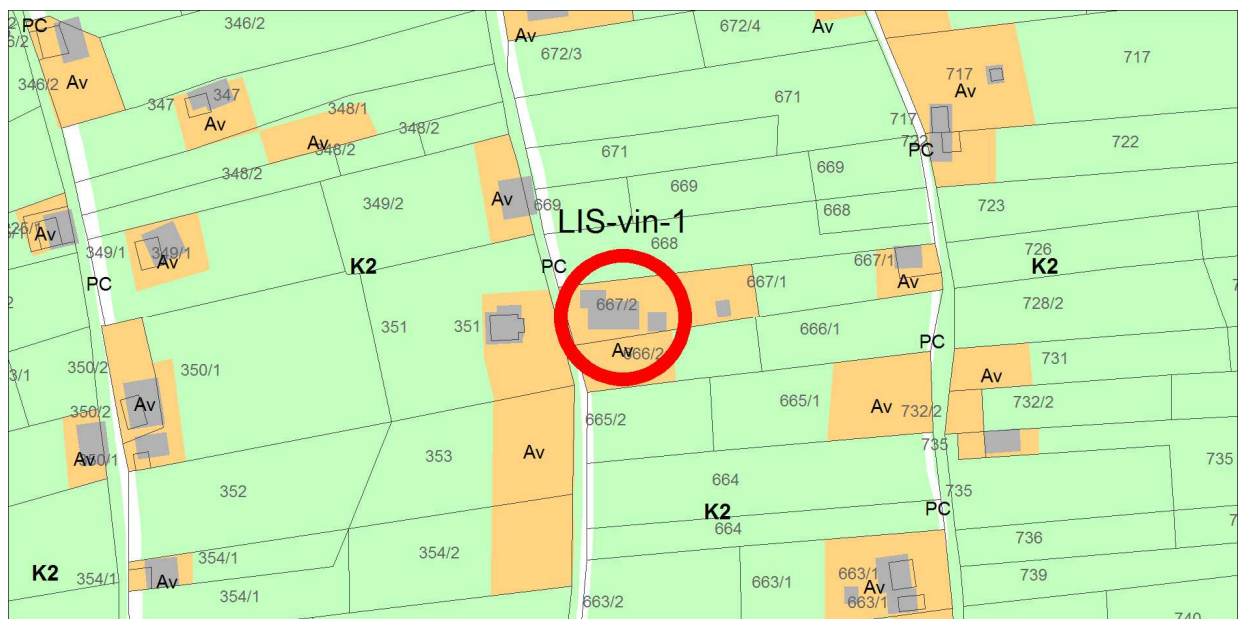 346/2
672/4
PC
Av
Av
672/3
717
717
346/2
Av
Av
347
347
671
348/1
Av
717
722
722
348/2
Av
348/2
PC
671
669
348/2
669
349/2
Av
669
668
723
LIS-vin-1
Av
349/1
349/1
668
726
Av
K2
PC
667/1
667/1
K2
Av
PC
667/2
728/2
351
351
666/1
PC
Av
666/2
731
350/2
350/1
Av
350/2
Av
665/1
Av
732/2
732/2
665/2
735
353
Av
735
Av
350/1
664
735
352
K2
PC
664
736
354/1
354/2
K2
354/1
Av
663/1
663/1
Av
739
354/1
663/2
663/1
740